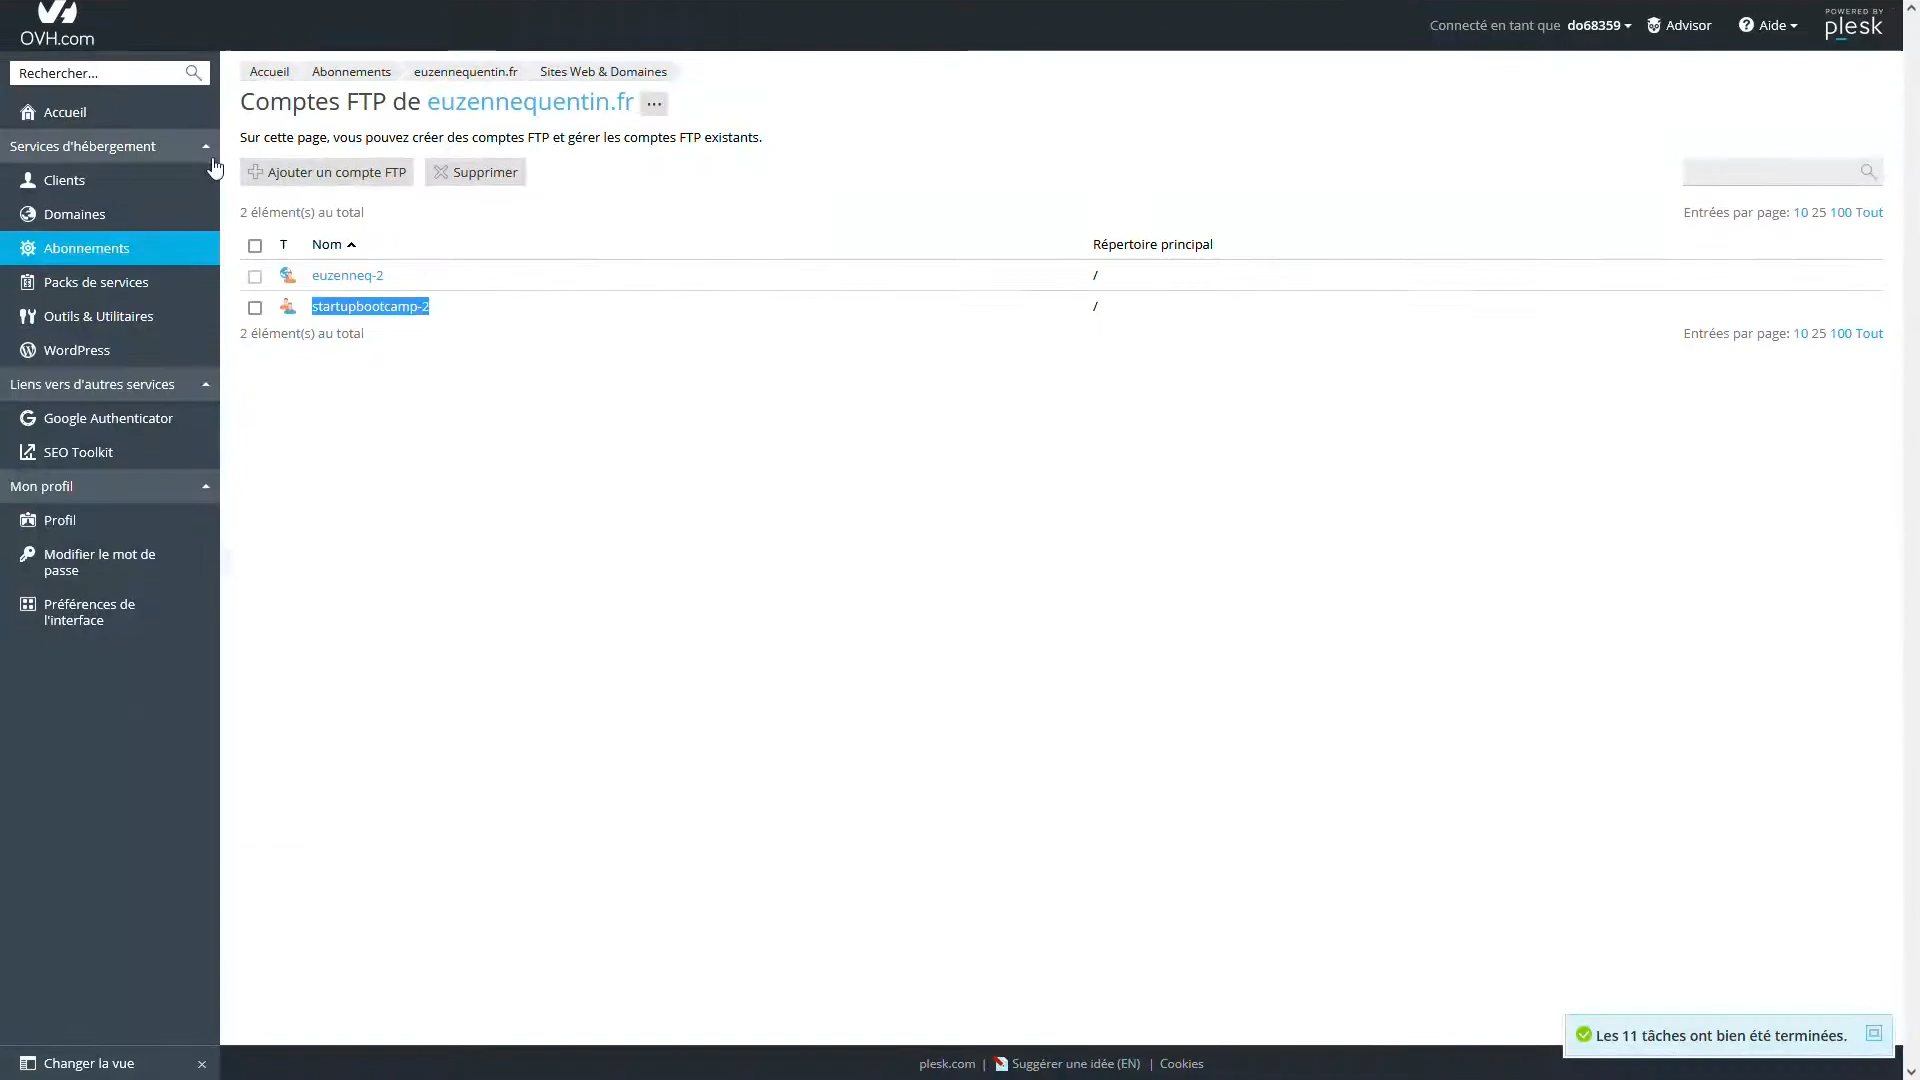 OVH.com
Connecté en tant que do68359
Advisor
Aide
POWERED BY
plesk
Rechercher...
Accueil
Services d'hébergement
Clients
Domaines
Abonnements
Packs de services
Outils & Utilitaires
WordPress
Liens vers d'autres services
Google Authenticator
SEO Toolkit
Mon profil
Profil
Modifier le mot de
passe
Préférences de
l'interface
Changer la vue
Accueil Abonnements euzennequentin.fr Sites Web & Domaines
Comptes FTP de euzennequentin.fr ...
Sur cette page, vous pouvez créer des comptes FTP et gérer les comptes FTP existants.
Ajouter un compte FTP Supprimer
2 élément(s) au total Entrées par page: 10 25 100 Tout
T Nom Répertoire principal
euzenneq-2 /
startupbootcamp-2 /
2 élément(s) au total Entrées par page: 10 25 100 Tout
Les 11 tâches ont bien été terminées.
plesk.com | Suggérer une idée (EN) | Cookies